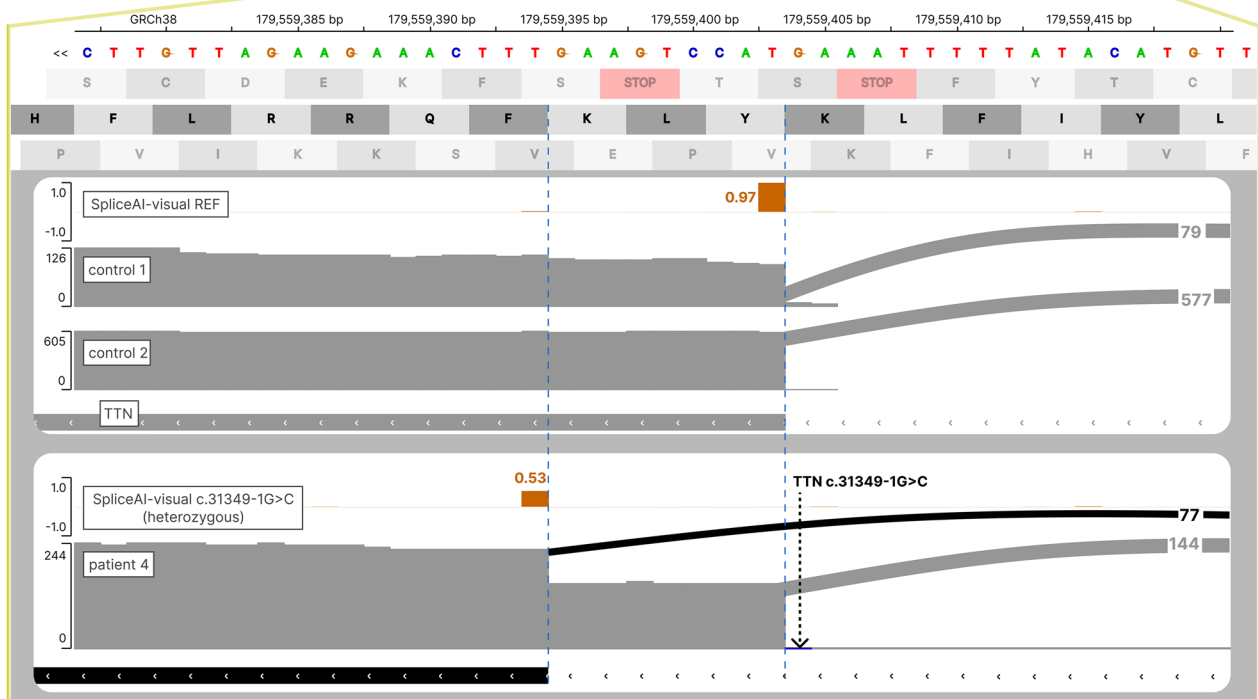 GRCh38 179,559,385 bp 179,559,390 bp 179,559,395 bp 179,559,400 bp 179,559,405 bp 179,559,410 bp 179,559,415 bp
<< C T T G T T A G A A G A A A C T T T G A A G T C C A T G A A A T T T T T A T A C A T G T T
S C D E K F S STOP T S STOP F Y T C
H F L R R Q F K L Y K L F I Y L
P V I K K S V E P V K F I H V F
1.0
SpliceAI-visual REF
0.97
-1.0
79
126
control 1
0
577
605
control 2
0
TTN
0.53
1.0
SpliceAI-visual c.31349-1G>C
(heterozygous)
-1.0
TTN c.31349-1G>C
77
244
patient 4
144
0